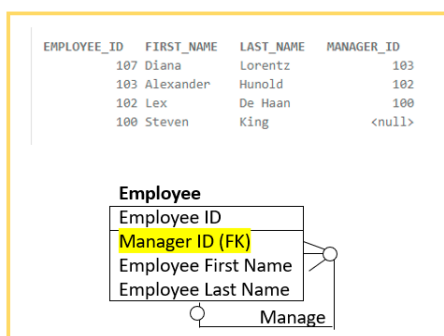 EMPLOYEE_ID FIRST_NAME LAST_NAME MANAGER_ID
107 Diana Lorentz 103
103 Alexander Hunold 102
102 Lex De Haan 100
100 Steven King <null>
Employee
Employee ID
Manager ID (FK)
Employee First Name
Employee Last Name
Manage